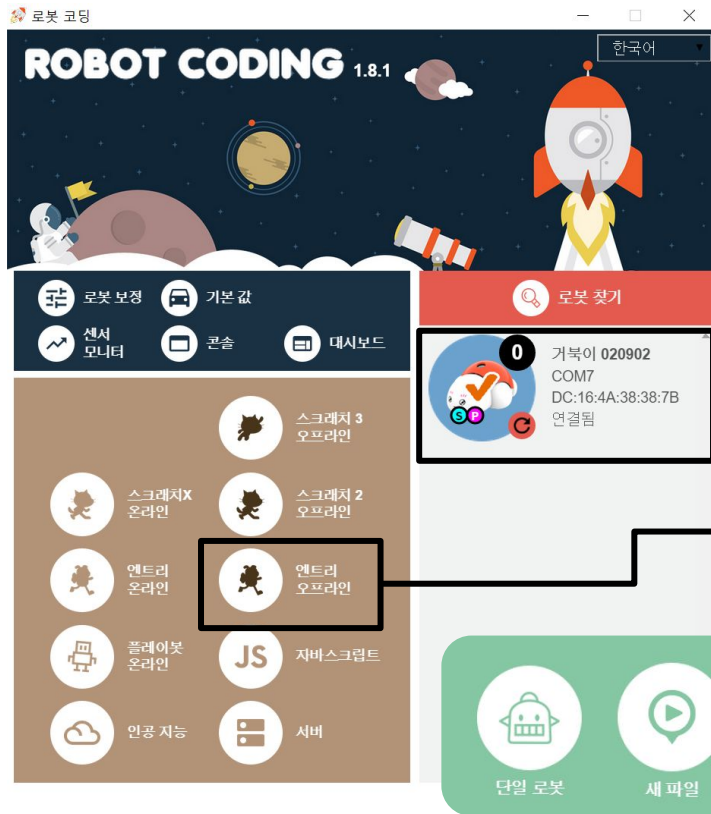 로봇 코딩
ROBOT CODING 1.8.1
한국어
로봇 보정
기본 값
센서
모니터
콘솔
대시보드
로봇 찾기
0
거북이 020902
COM7
DC:16:4A:38:38:7B
연결됨
S P
스크래치 3
오프라인
스크래치X
온라인
스크래치 2
오프라인
엔트리
온라인
엔트리
오프라인
플레이봇
온라인
JS
자바스크립트
인공 지능
서버
단일 로봇
새 파일